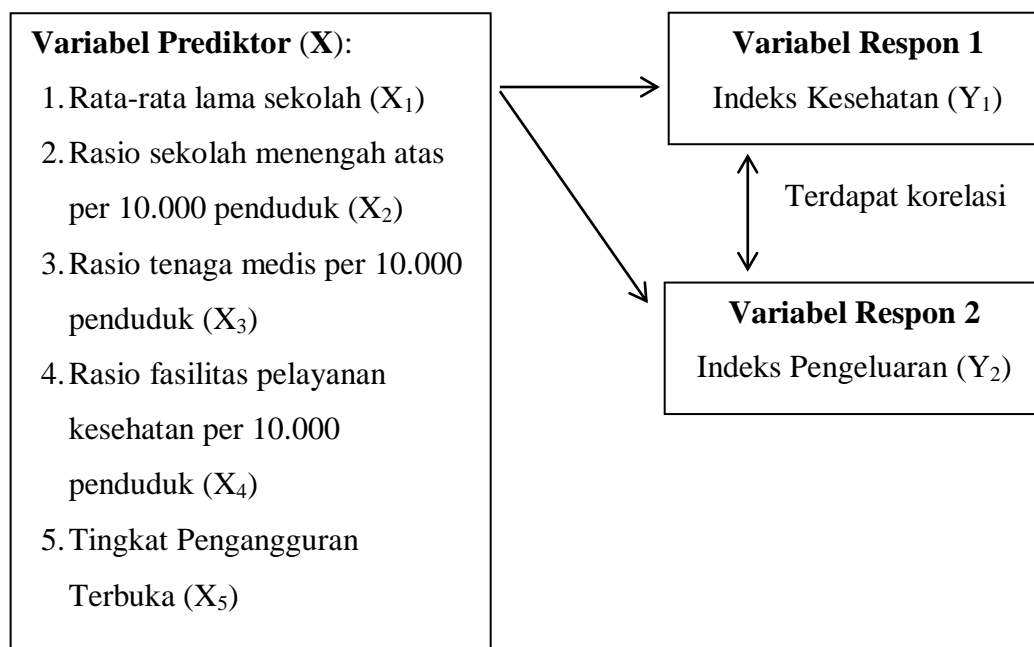 Variabel Prediktor (X):
1. Rata-rata lama sekolah (X₁)
2. Rasio sekolah menengah atas
per 10.000 penduduk (X₂)
3. Rasio tenaga medis per 10.000
penduduk (X₃)
4. Rasio fasilitas pelayanan
kesehatan per 10.000
penduduk (X₄)
5. Tingkat Pengangguran
Terbuka (X₅)
Variabel Respon 1
Indeks Kesehatan (Y₁)
Terdapat korelasi
Variabel Respon 2
Indeks Pengeluaran (Y₂)